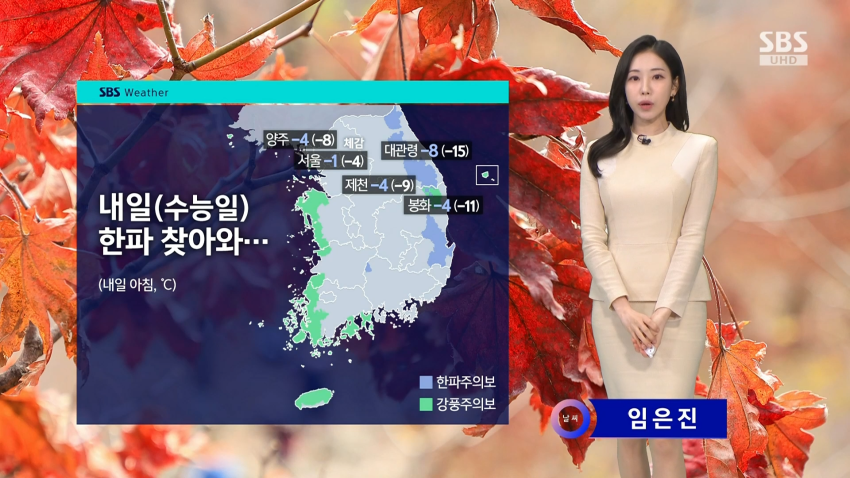 SBS
UHD
SBS Weather
양주 -4 (-8)
체감
서울 -1 (-4)
대관령 -8 (-15)
제천 -4 (-9)
봉화 -4 (-11)
내일(수능일)
한파 찾아와…
(내일 아침, ℃)
한파주의보
강풍주의보
날씨
임은진